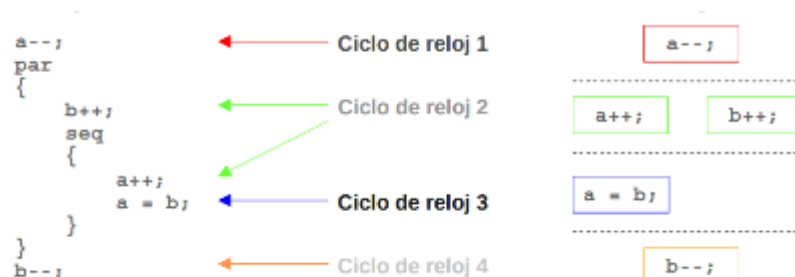 a--; Ciclo de reloj 1 a--;
par
{
b++; Ciclo de reloj 2 a++; b++;
seq
{
a++;
a = b; Ciclo de reloj 3 a = b;
}
}
b--; Ciclo de reloj 4 b--;